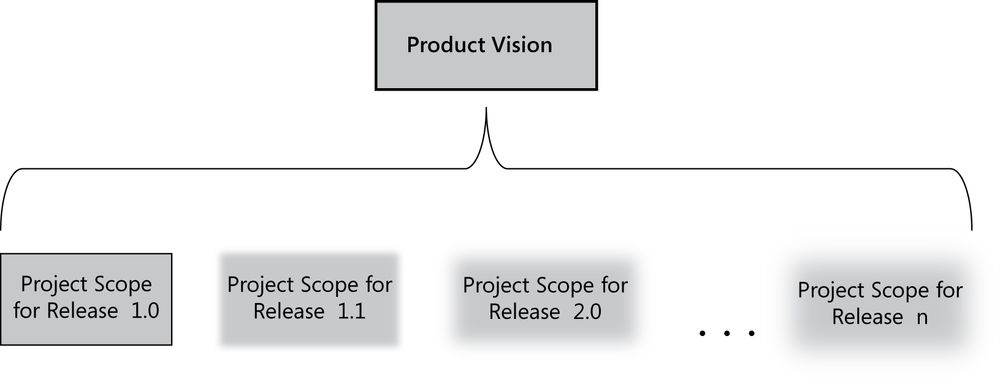 Product Vision
Project Scope
for Release 1.0
Project Scope for
Release 1.1
Project Scope for
Release 2.0
. . .
Project Scope for
Release n